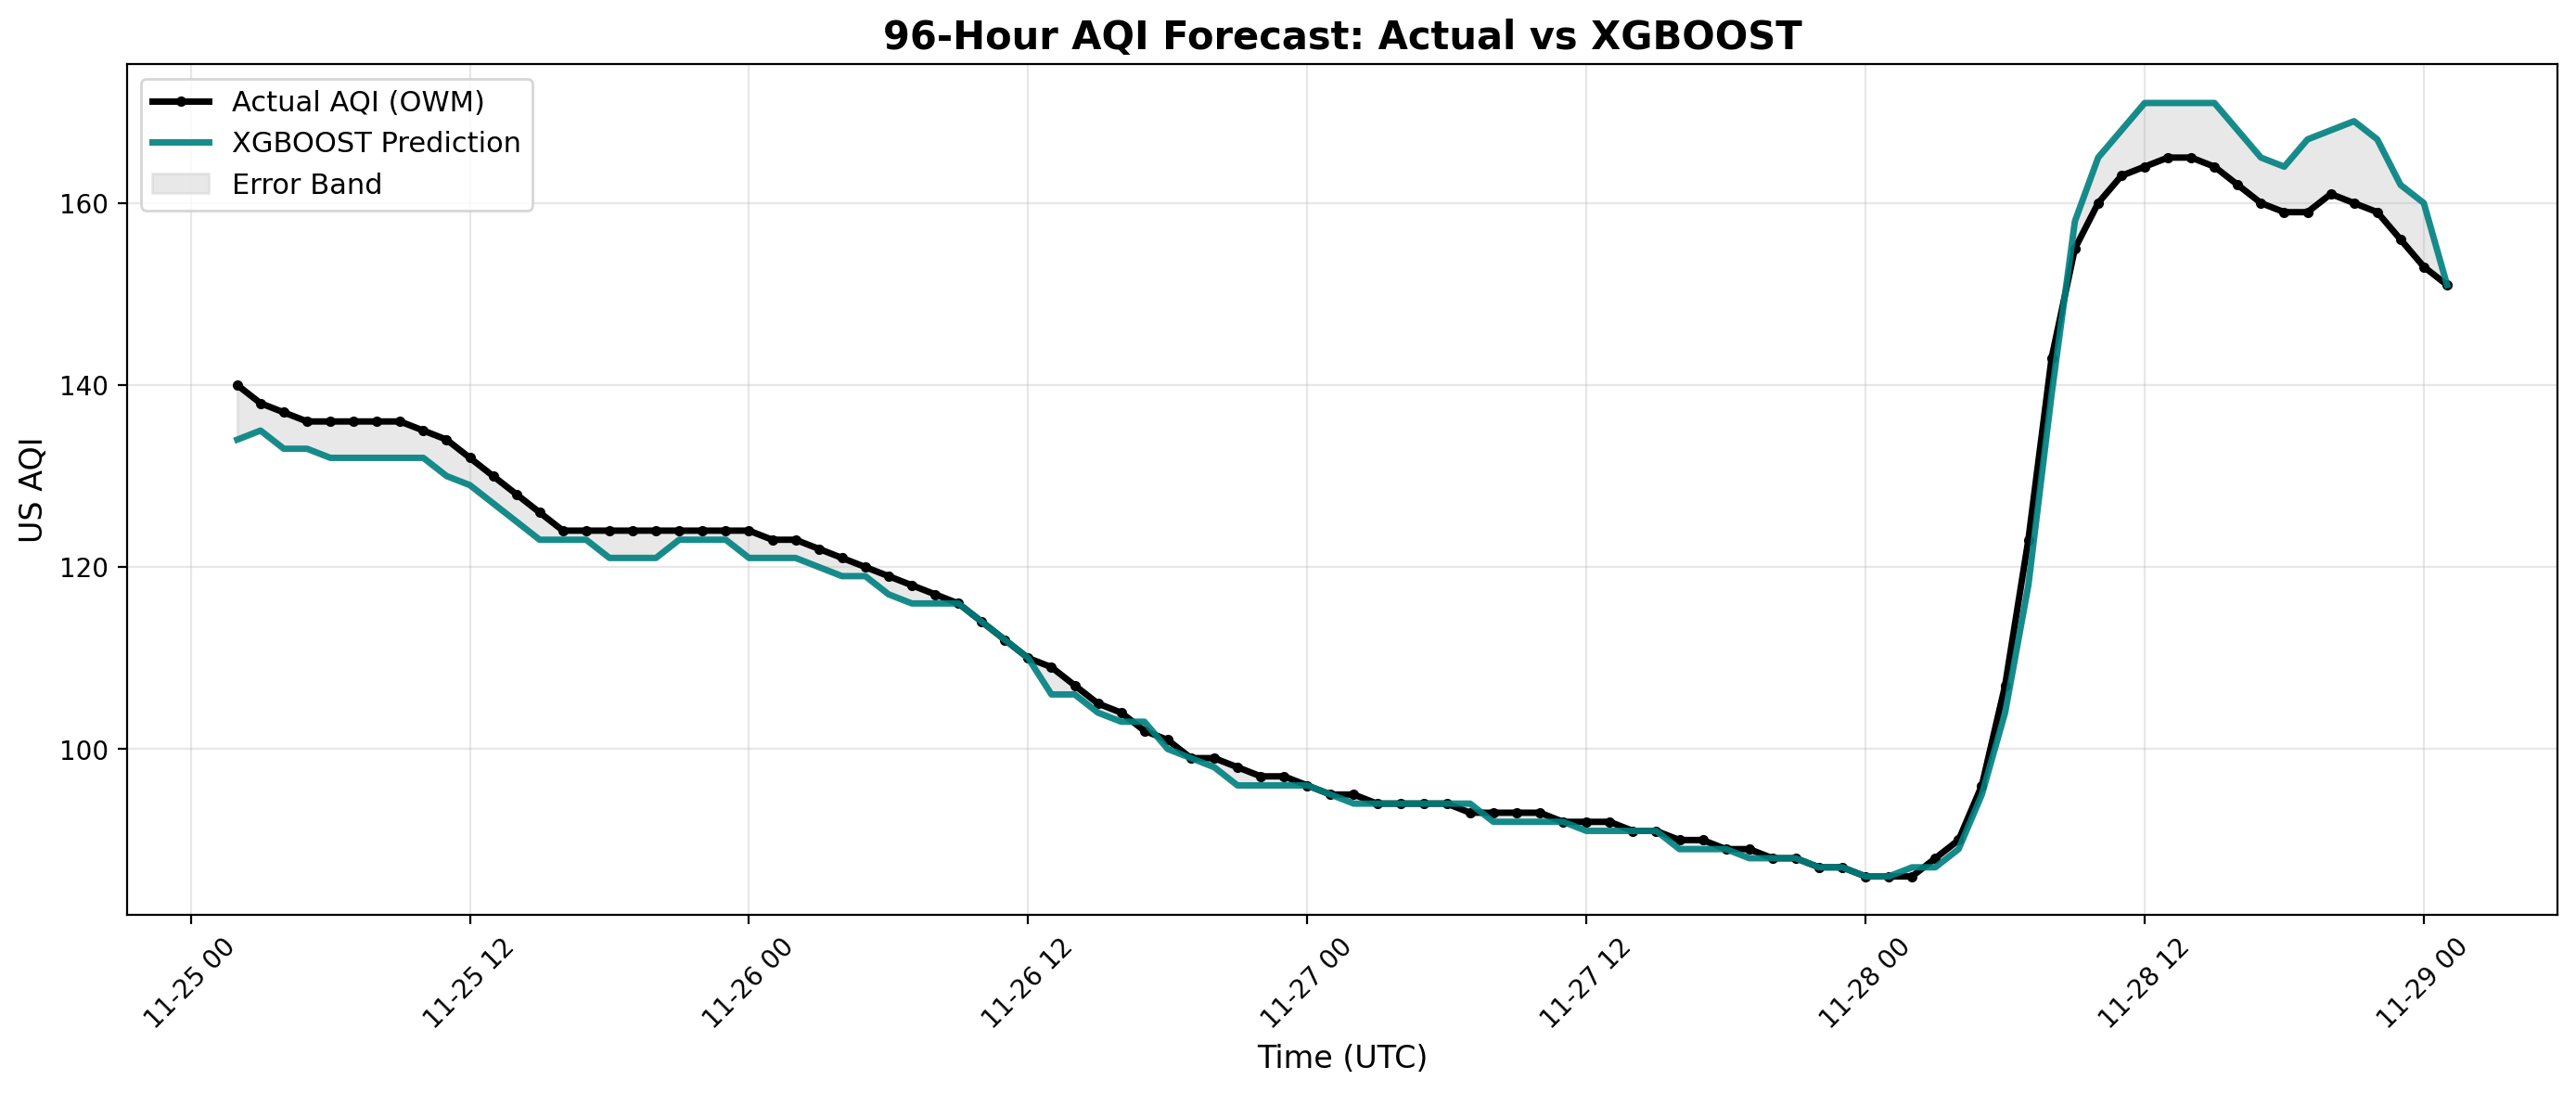 96-Hour AQI Forecast: Actual vs XGBOOST
Actual AQI (OWM)
XGBOOST Prediction
Error Band
US AQI
160
140
120
100
11-25 00
11-25 12
11-26 00
11-26 12
11-27 00
11-27 12
11-28 00
11-28 12
11-29 00
Time (UTC)